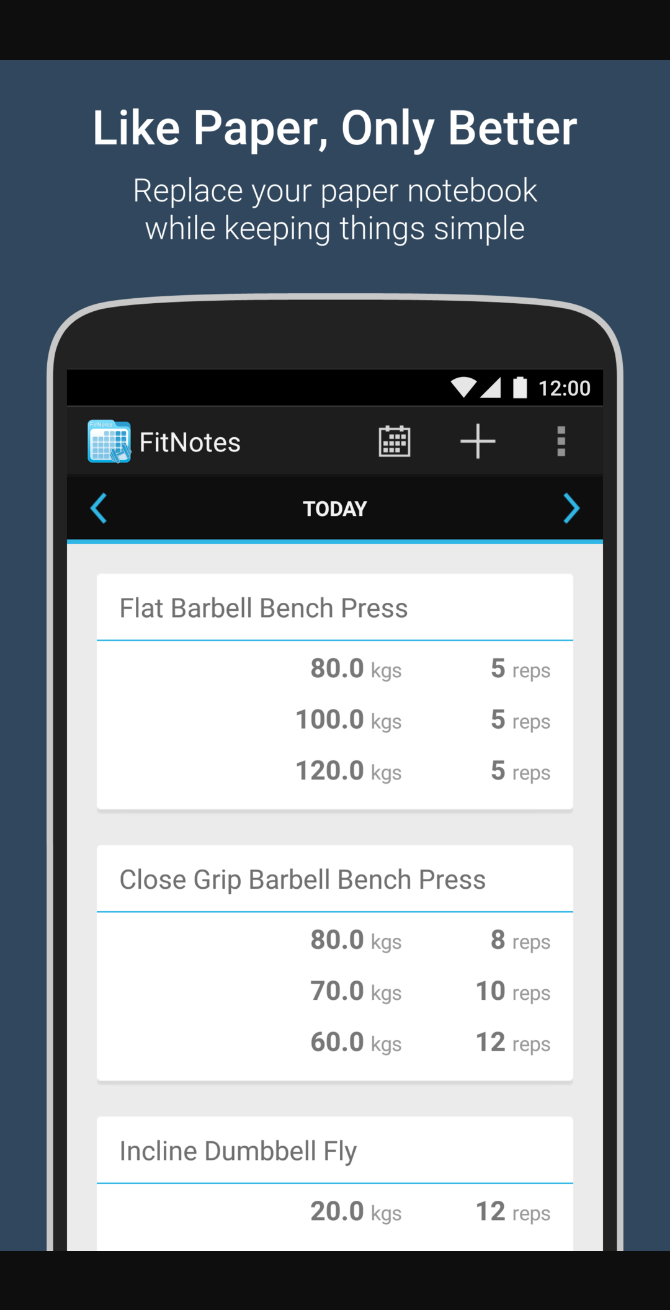 Like Paper, Only Better
Replace your paper notebook
while keeping things simple
12:00
FitNotes
TODAY
Flat Barbell Bench Press
80.0 kgs 5 reps
100.0 kgs 5 reps
120.0 kgs 5 reps
Close Grip Barbell Bench Press
80.0 kgs 8 reps
70.0 kgs 10 reps
60.0 kgs 12 reps
Incline Dumbbell Fly
20.0 kgs 12 reps